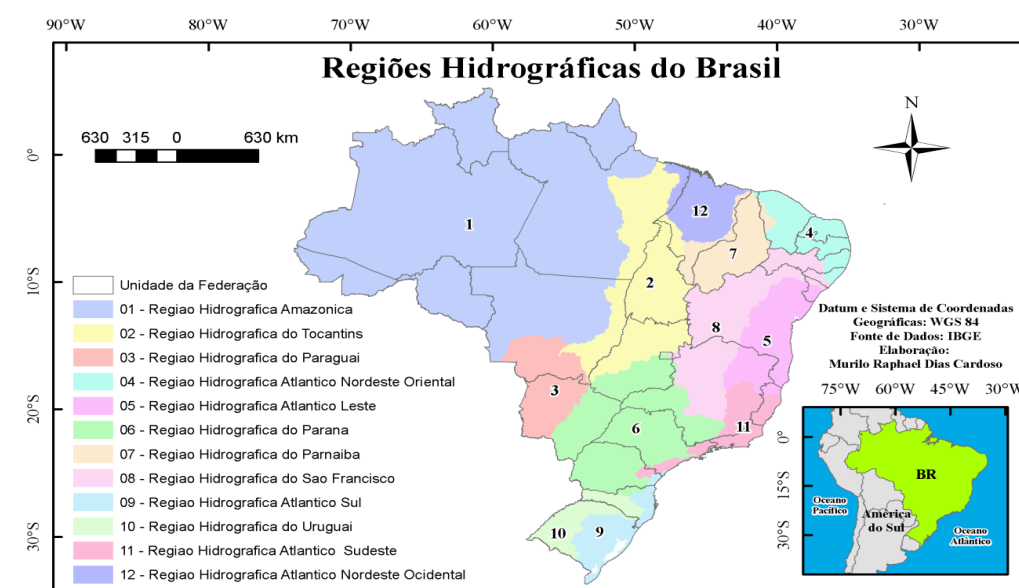 90°W 80°W 70°W 60°W 50°W 40°W 30°W
Regiões Hidrográficas do Brasil
630 315 0 630 km
N
0°
10°S
20°S
30°S
1
2
3
4
5
6
7
8
9
10
11
12
Unidade da Federação
01 - Regiao Hidrografica Amazonica
02 - Regiao Hidrografica do Tocantins
03 - Regiao Hidrografica do Paraguai
04 - Regiao Hidrografica Atlantico Nordeste Oriental
05 - Regiao Hidrografica Atlantico Leste
06 - Regiao Hidrografica do Parana
07 - Regiao Hidrografica do Parnaiba
08 - Regiao Hidrografica do Sao Francisco
09 - Regiao Hidrografica Atlantico Sul
10 - Regiao Hidrografica do Uruguai
11 - Regiao Hidrografica Atlantico Sudeste
12 - Regiao Hidrografica Atlantico Nordeste Ocidental
Datum e Sistema de Coordenadas
Geográficas: WGS 84
Fonte de Dados: IBGE
Elaboração:
Murilo Raphael Dias Cardoso
75°W 60°W 45°W 30°W
0°
15°S
30°S
BR
Oceano
Pacífico
América
do Sul
Oceano
Atlântico